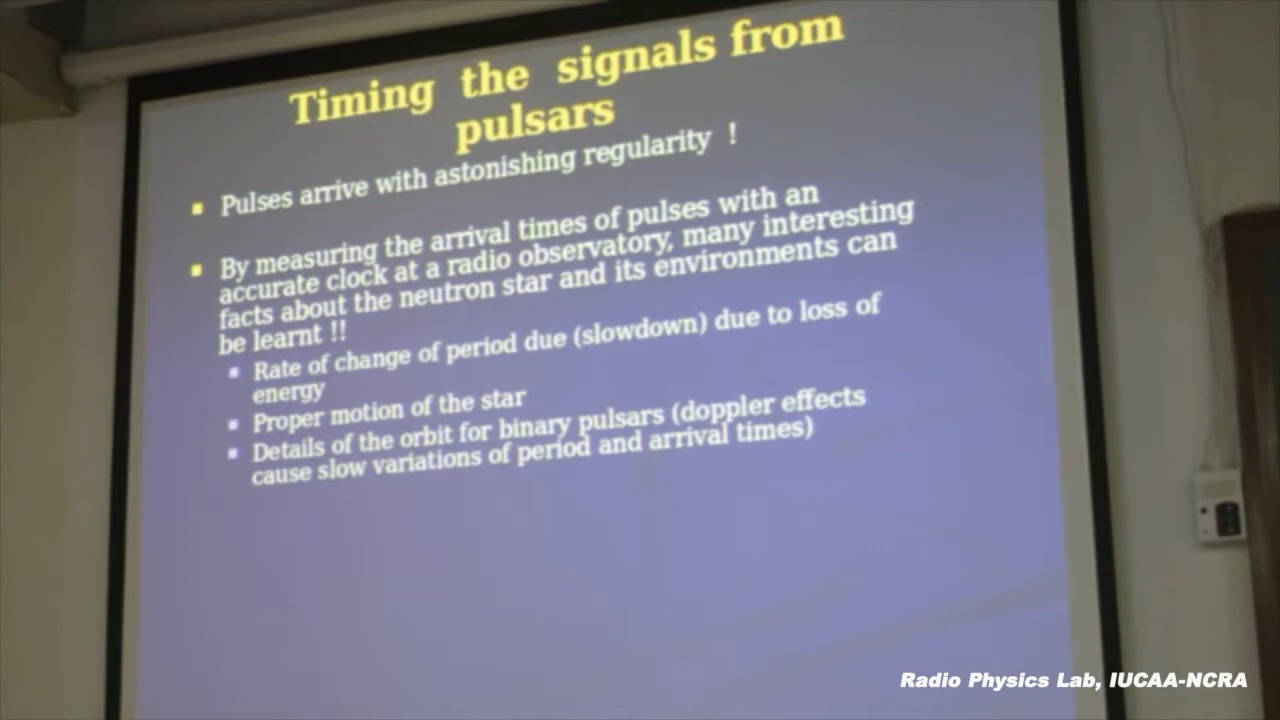 Timing the signals from
pulsars
Pulses arrive with astonishing regularity !
By measuring the arrival times of pulses with an
accurate clock at a radio observatory, many interesting
facts about the neutron star and its environments can
be learnt !!
Rate of change of period due (slowdown) due to loss of
energy
Proper motion of the star
Details of the orbit for binary pulsars (doppler effects
cause slow variations of period and arrival times)
Radio Physics Lab, IUCAA-NCRA